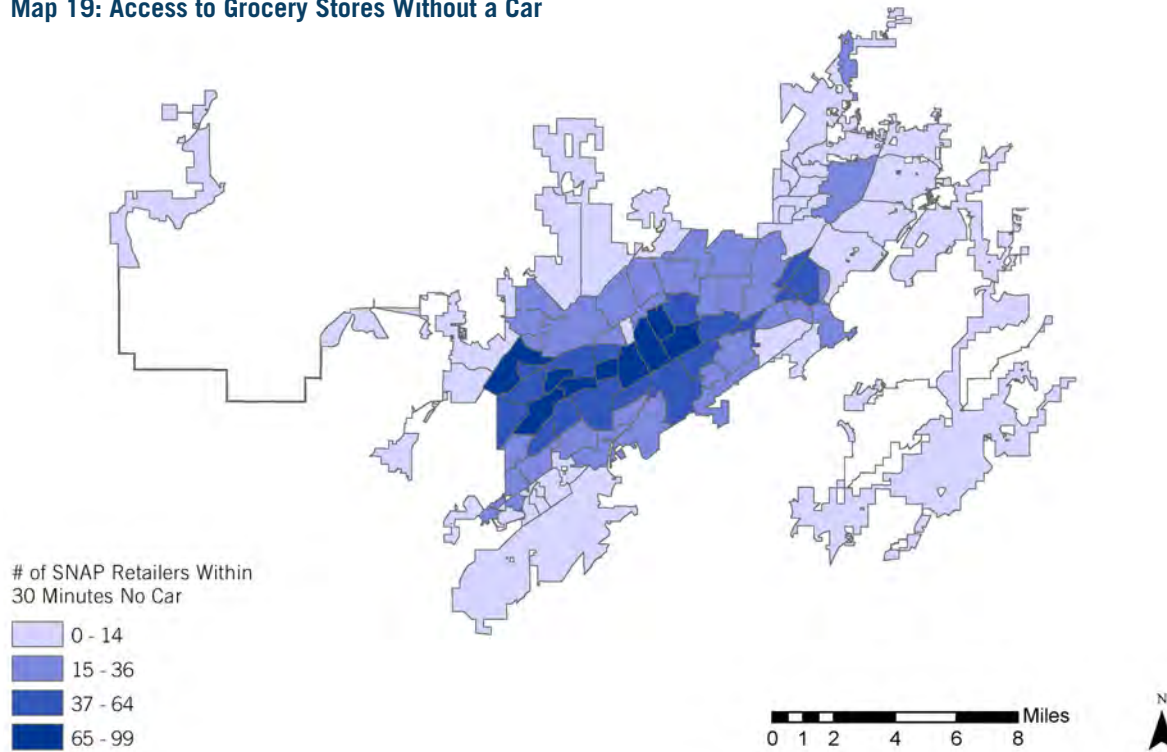 Map 19: Access to Grocery Stores Without a Car
# of SNAP Retailers Within
30 Minutes No Car
0 - 14
15 - 36
37 - 64
65 - 99
Miles
0 1 2 4 6 8
N